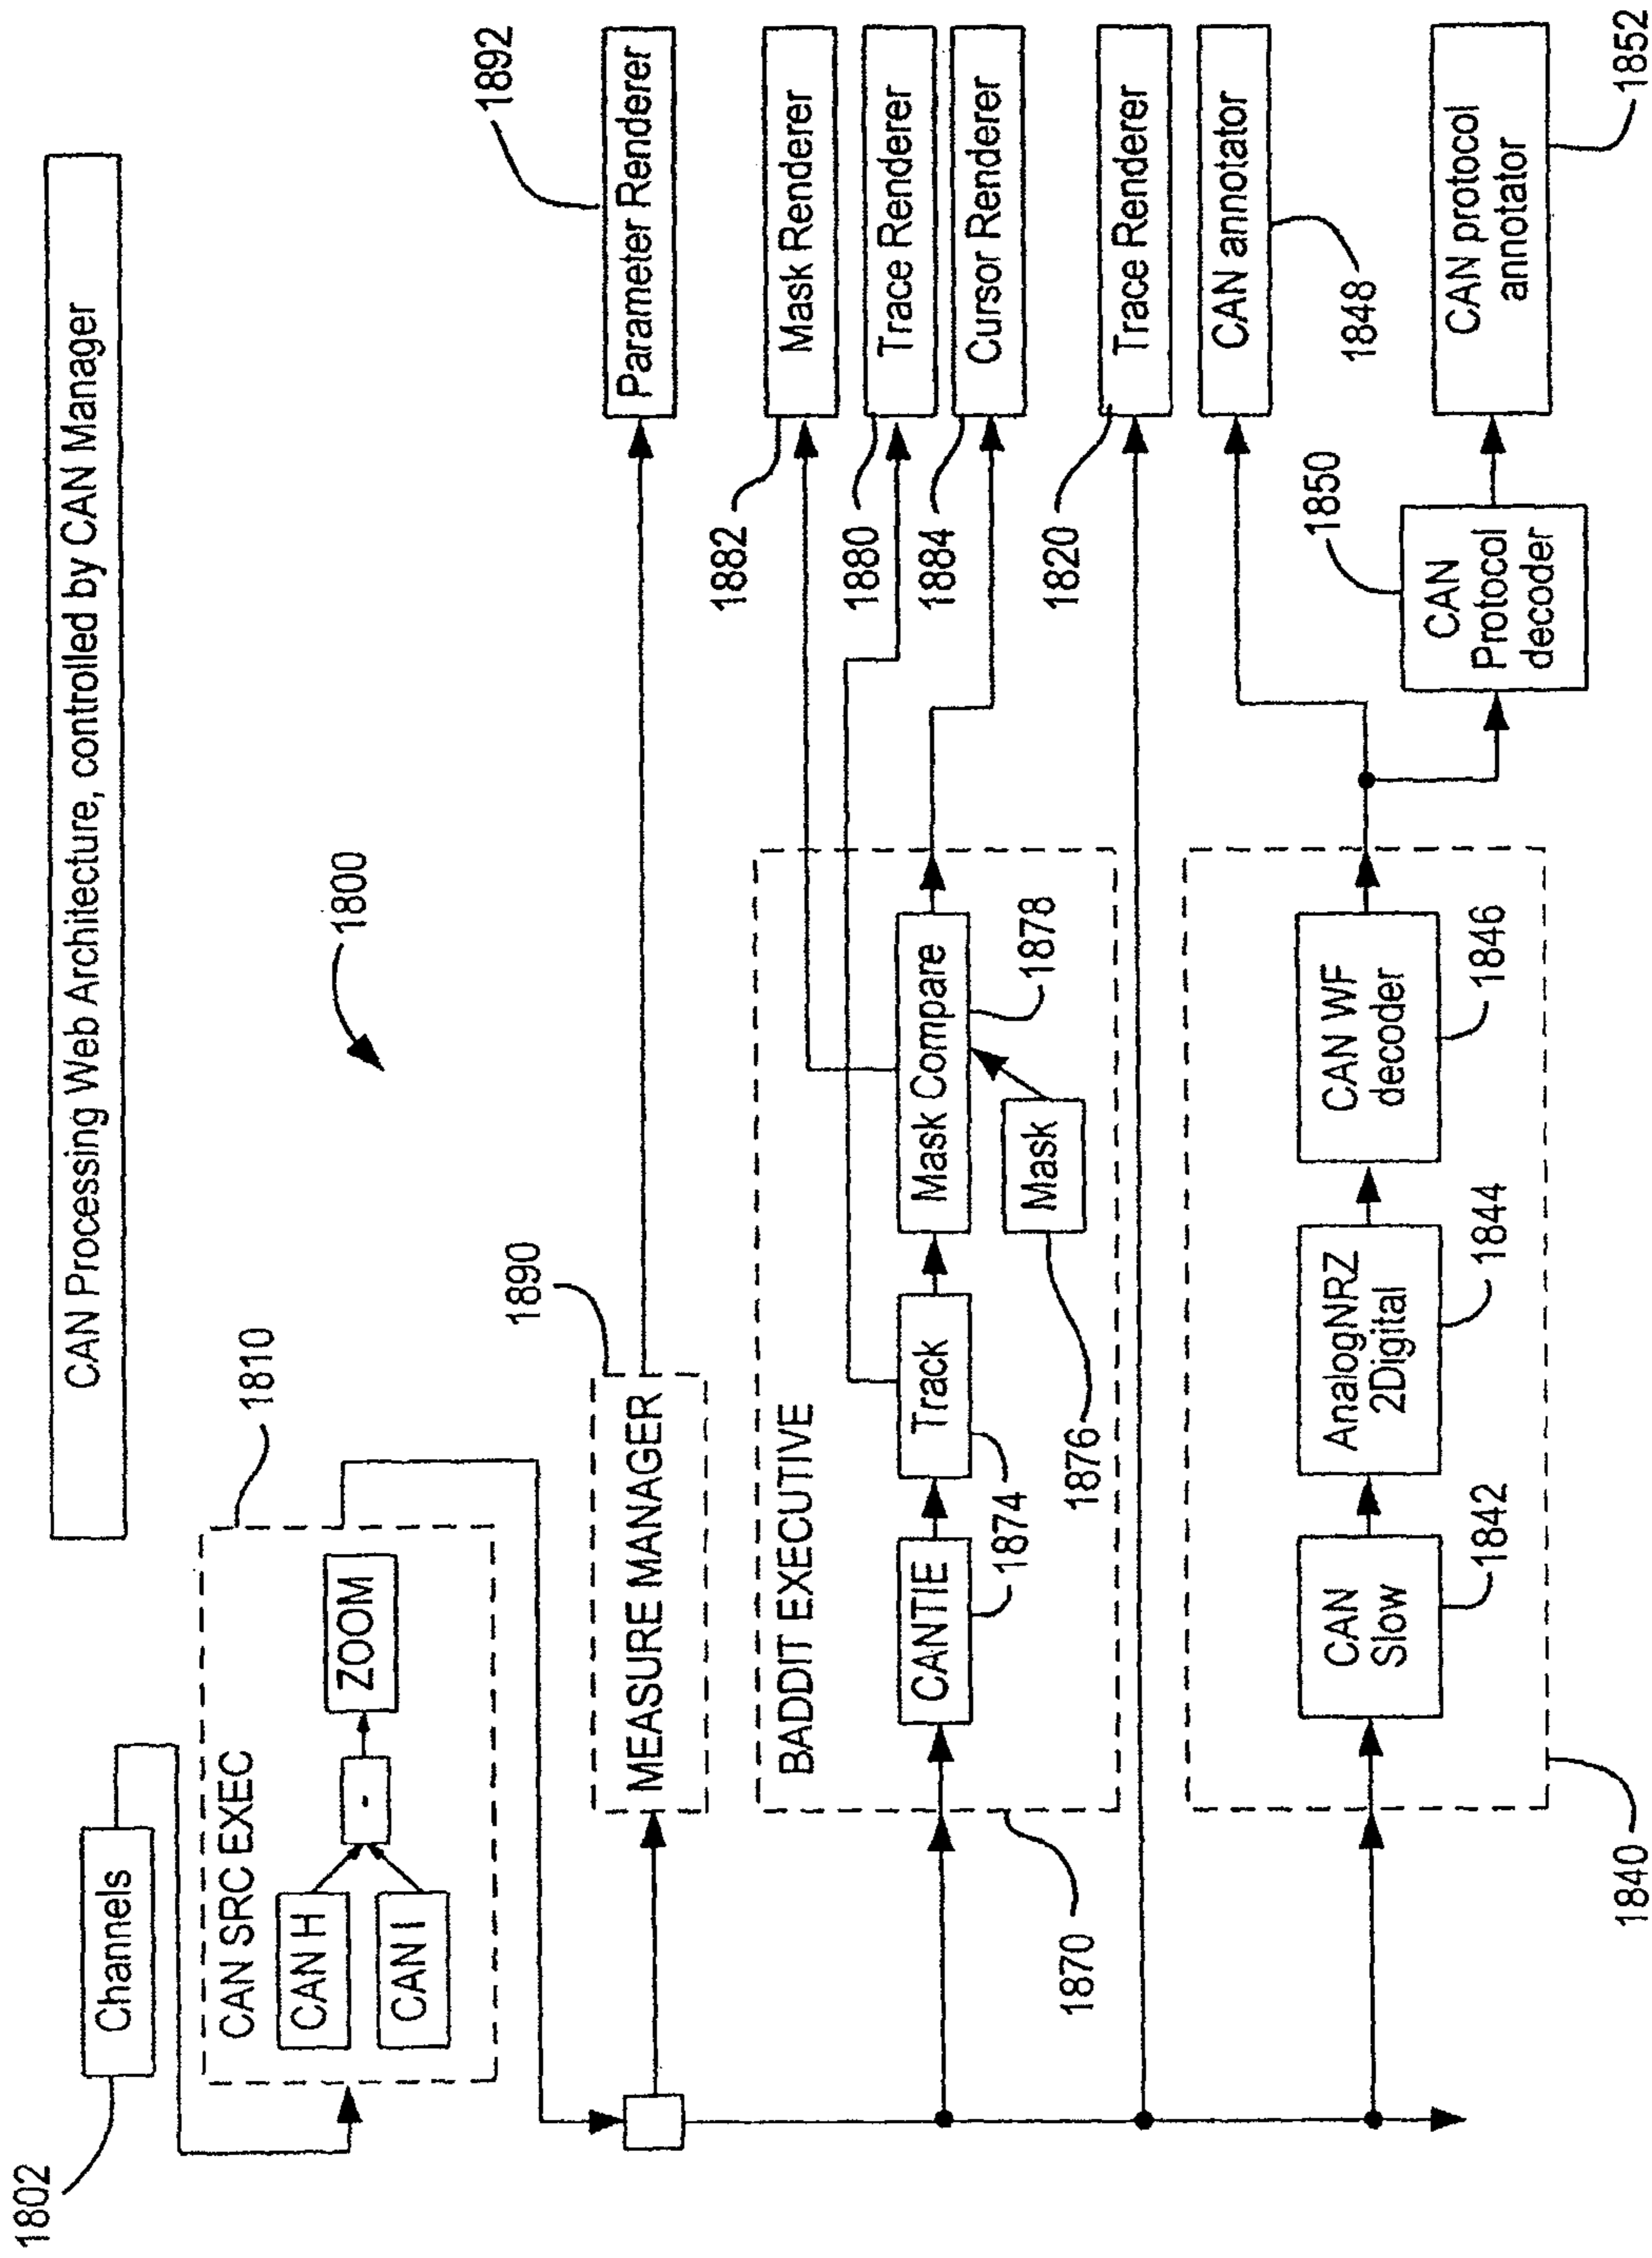 CAN Processing Web Architecture, controlled by CAN Manager
1802
Channels
1810
CAN SRC EXEC
CAN H
CAN I
-
ZOOM
1800
1890
MEASURE MANAGER
1892
Parameter Renderer
BADDIT EXECUTIVE
CANTIE
Track
Mask Compare
Mask
1874
1876
1878
1870
1882
Mask Renderer
1880
Trace Renderer
1884
Cursor Renderer
1820
Trace Renderer
CAN annotator
1848
CAN
Slow
1842
AnalogNRZ
2Digital
1844
CAN WF
decoder
1846
1840
1850
CAN
Protocol
decoder
CAN protocol
annotator
1852